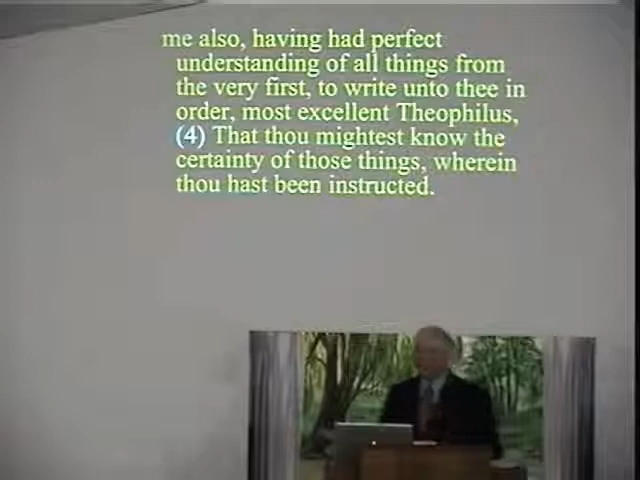 me also, having had perfect
understanding of all things from
the very first, to write unto thee in
order, most excellent Theophilus,
(4) That thou mightest know the
certainty of those things, wherein
thou hast been instructed.